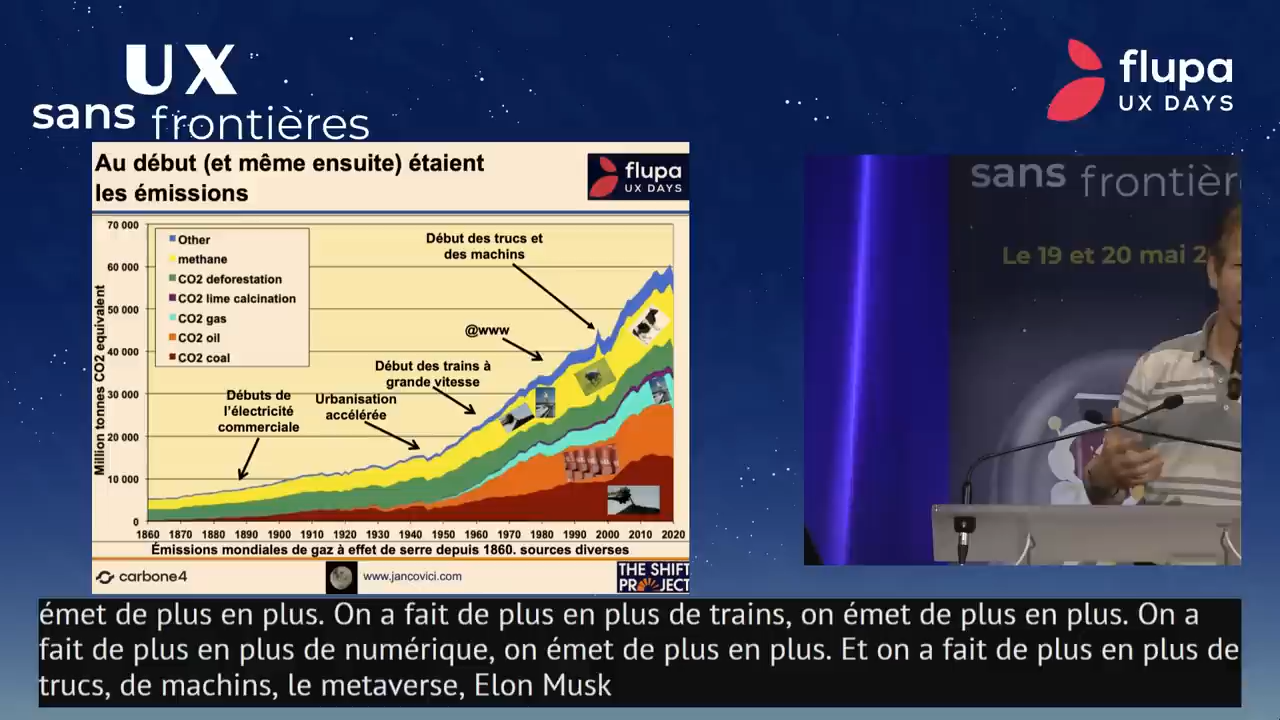 UX
sans frontières
flupa
UX DAYS
Au début (et même ensuite) étaient
les émissions
flupa
UX DAYS
Million tonnes CO2 equivalent
70 000
60 000
50 000
40 000
30 000
20 000
10 000
0
Other
methane
CO2 deforestation
CO2 lime calcination
CO2 gas
CO2 oil
CO2 coal
Début des trucs et
des machins
@www
Début des trains à
grande vitesse
Urbanisation
accélérée
Débuts de
l'électricité
commerciale
1860 1870 1880 1890 1900 1910 1920 1930 1940 1950 1960 1970 1980 1990 2000 2010 2020
Émissions mondiales de gaz à effet de serre depuis 1860. sources diverses
carbone4
www.jancovici.com
THE SHIFT
PROJECT
sans frontièr
Le 19 et 20 mai 2
émet de plus en plus. On a fait de plus en plus de trains, on émet de plus en plus. On a
fait de plus en plus de numérique, on émet de plus en plus. Et on a fait de plus en plus de
trucs, de machins, le metaverse, Elon Musk